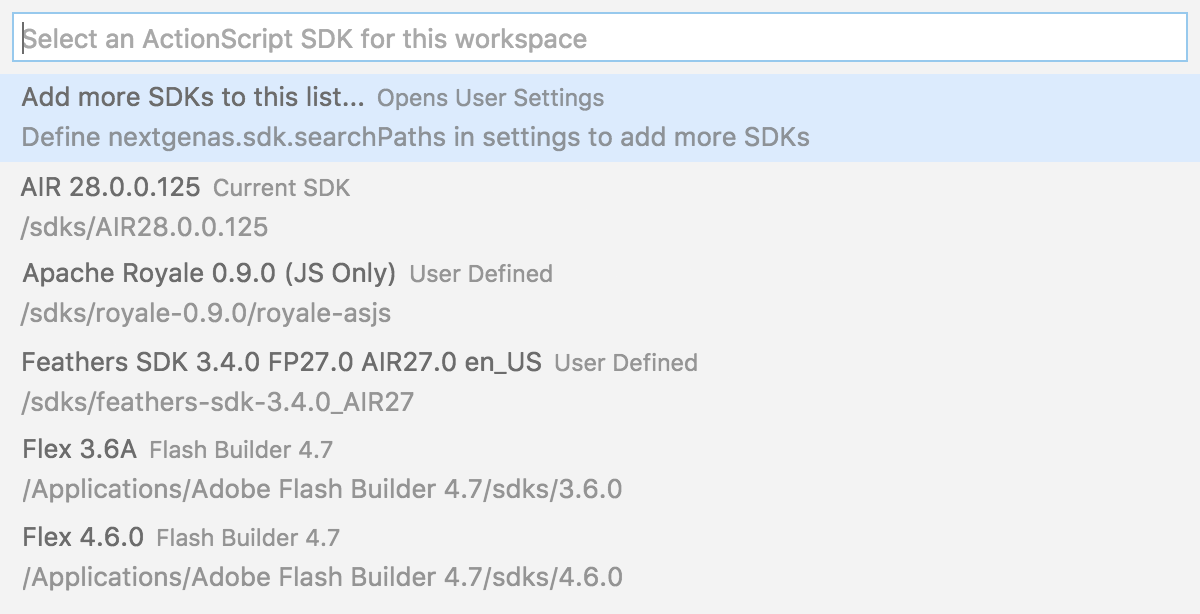 Select an ActionScript SDK for this workspace
Add more SDKs to this list... Opens User Settings
Define nextgenas.sdk.searchPaths in settings to add more SDKs
AIR 28.0.0.125 Current SDK
/sdks/AIR28.0.0.125
Apache Royale 0.9.0 (JS Only) User Defined
/sdks/royale-0.9.0/royale-asjs
Feathers SDK 3.4.0 FP27.0 AIR27.0 en_US User Defined
/sdks/feathers-sdk-3.4.0_AIR27
Flex 3.6A Flash Builder 4.7
/Applications/Adobe Flash Builder 4.7/sdks/3.6.0
Flex 4.6.0 Flash Builder 4.7
/Applications/Adobe Flash Builder 4.7/sdks/4.6.0